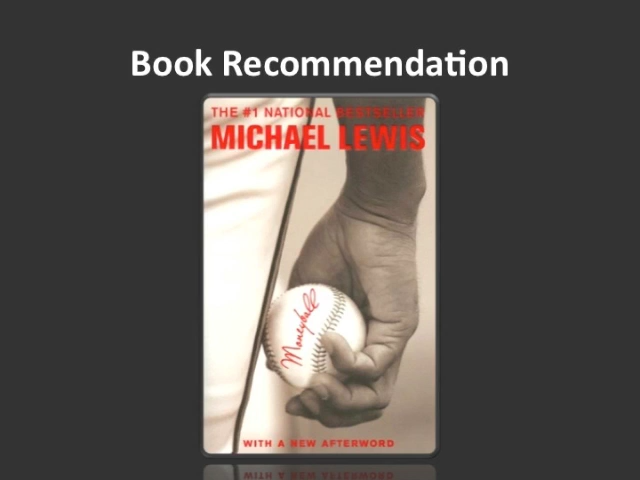 Book Recommendation
THE #1 NATIONAL BESTSELLER
MICHAEL LEWIS
Moneyball
WITH A NEW AFTERWORD